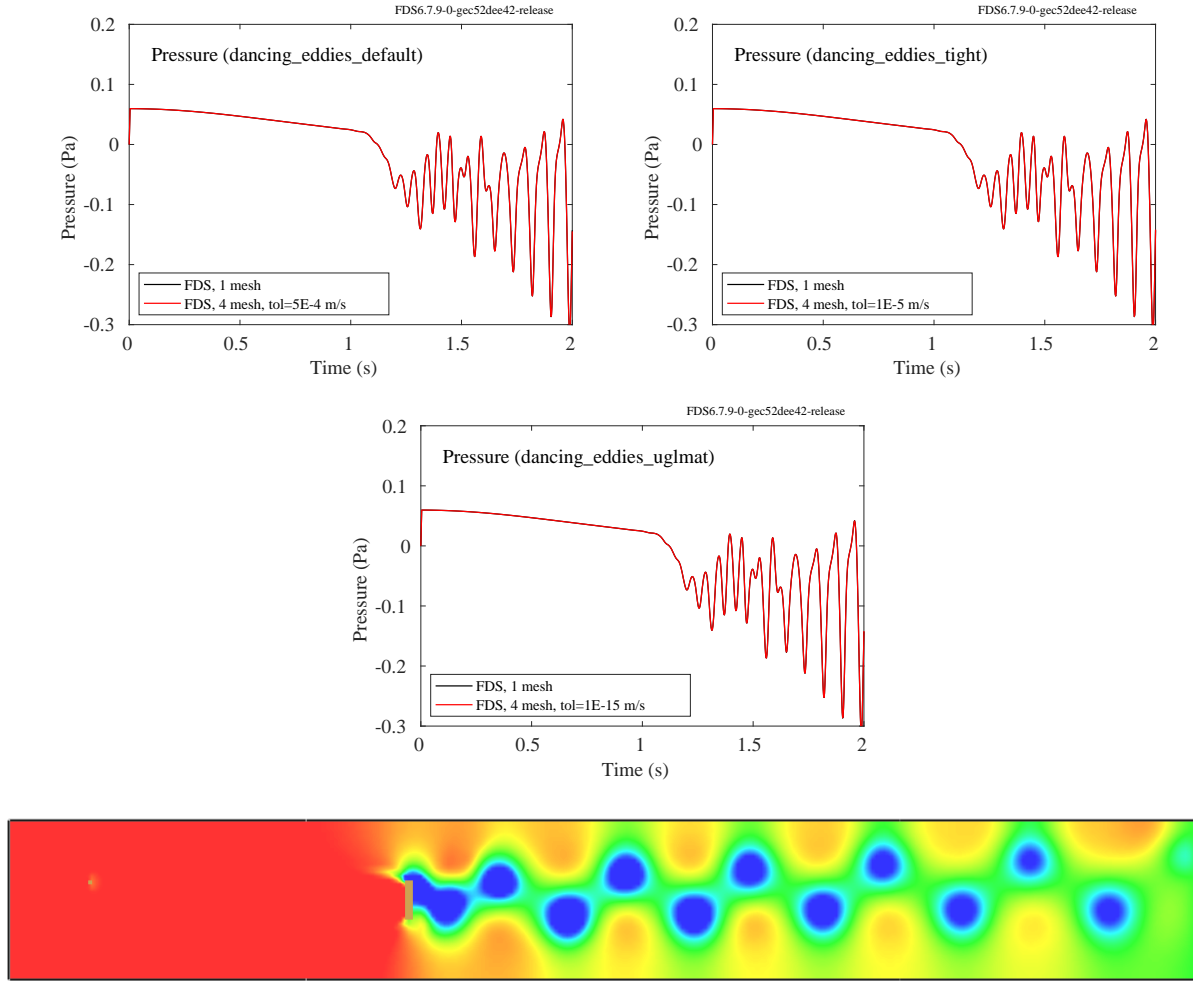 FDS6.7.9-0-gec52dee42-release
Pressure (dancing_eddies_default)
Pressure (Pa)
0.2
0.1
0
-0.1
-0.2
-0.3
FDS, 1 mesh
FDS, 4 mesh, tol=5E-4 m/s
0 0.5 1 1.5 2
Time (s)
FDS6.7.9-0-gec52dee42-release
Pressure (dancing_eddies_tight)
Pressure (Pa)
0.2
0.1
0
-0.1
-0.2
-0.3
FDS, 1 mesh
FDS, 4 mesh, tol=1E-5 m/s
0 0.5 1 1.5 2
Time (s)
FDS6.7.9-0-gec52dee42-release
Pressure (dancing_eddies_uglmat)
Pressure (Pa)
0.2
0.1
0
-0.1
-0.2
-0.3
FDS, 1 mesh
FDS, 4 mesh, tol=1E-15 m/s
0 0.5 1 1.5 2
Time (s)